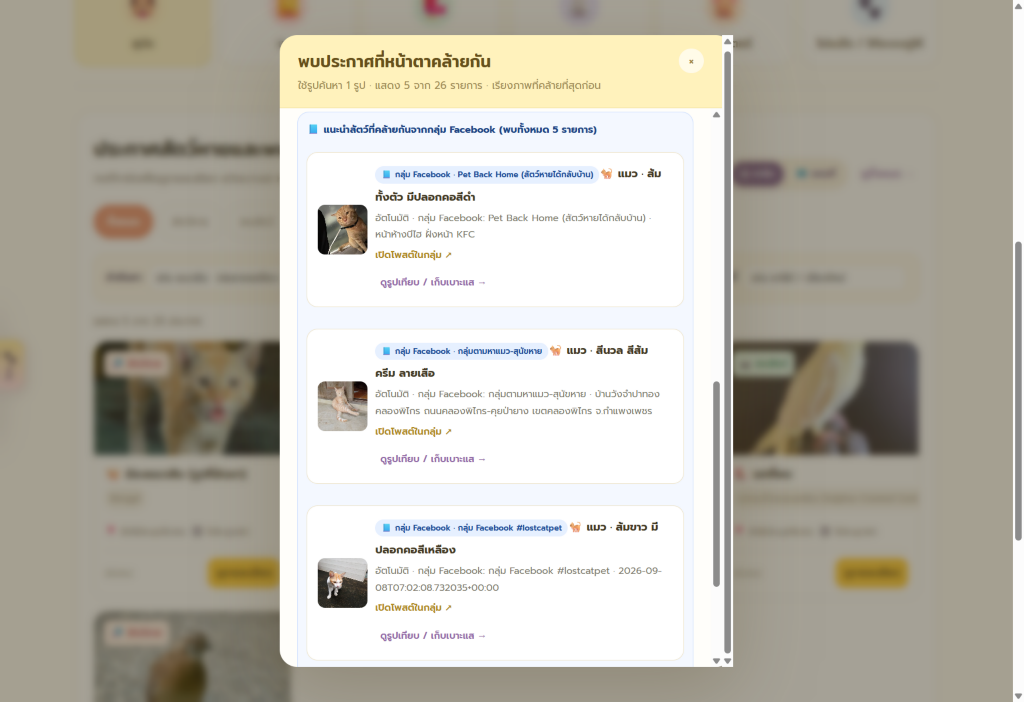 พบประกาศที่หน้าตาคล้ายกัน
×
ใช้รูปค้นหา 1 รูป · แสดง 5 จาก 26 รายการ · เรียงภาพที่คล้ายที่สุดก่อน
แนะนำสัตว์ที่คล้ายกันจากกลุ่ม Facebook (พบทั้งหมด 5 รายการ)
กลุ่ม Facebook · Pet Back Home (สัตว์หายได้กลับบ้าน) แมว · ส้ม
ทั้งตัว มีปลอกคอสีดำ
อัตโนมัติ · กลุ่ม Facebook: Pet Back Home (สัตว์หายได้กลับบ้าน) ·
หน้าห้างบิ๊โฮ ฝั่งหน้า KFC
เปิดโพสต์ในกลุ่ม ↗
ดูรูปเทียบ / เก็บเบาะแส →
กลุ่ม Facebook · กลุ่มตามหาแมว-สุนัขหาย แมว · สีนวล สีส้ม
ครีม ลายเสือ
อัตโนมัติ · กลุ่ม Facebook: กลุ่มตามหาแมว-สุนัขหาย · บ้านวังจำปาทอง
คลองพิไกร ถนนคลองพิไกร-คุยป่ายาง เขตคลองพิไกร จ.กำแพงเพชร
เปิดโพสต์ในกลุ่ม ↗
ดูรูปเทียบ / เก็บเบาะแส →
กลุ่ม Facebook · กลุ่ม Facebook #lostcatpet แมว · ส้มขาว มี
ปลอกคอสีเหลือง
อัตโนมัติ · กลุ่ม Facebook: กลุ่ม Facebook #lostcatpet · 2026-09-
08T07:02:08.732035+00:00
เปิดโพสต์ในกลุ่ม ↗
ดูรูปเทียบ / เก็บเบาะแส →